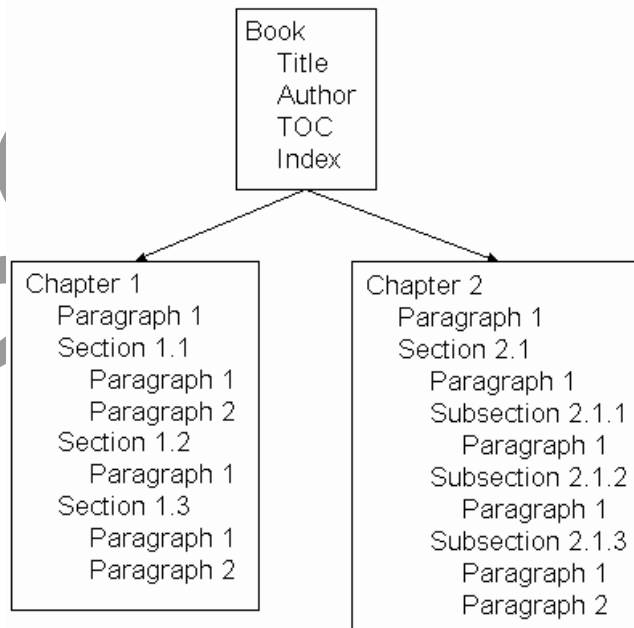 Book
Title
Author
TOC
Index
Chapter 1
Paragraph 1
Section 1.1
Paragraph 1
Paragraph 2
Section 1.2
Paragraph 1
Section 1.3
Paragraph 1
Paragraph 2
Chapter 2
Paragraph 1
Section 2.1
Paragraph 1
Subsection 2.1.1
Paragraph 1
Subsection 2.1.2
Paragraph 1
Subsection 2.1.3
Paragraph 1
Paragraph 2